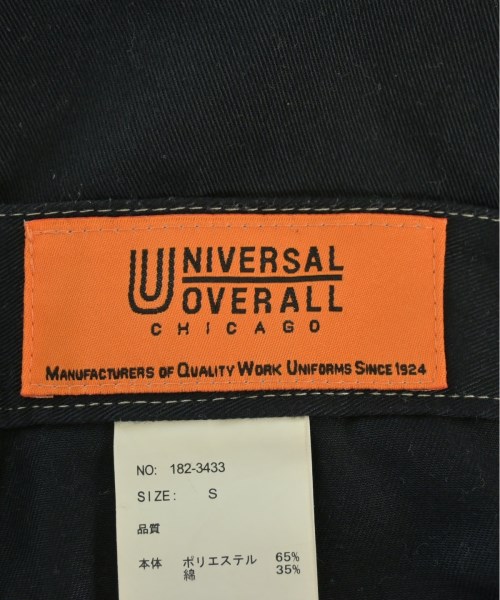 UNIVERSAL
OVERALL
CHICAGO
MANUFACTURERS OF QUALITY WORK UNIFORMS SINCE 1924
NO: 182-3433
SIZE: S
品質
本体 ポリエステル 65%
綿 35%